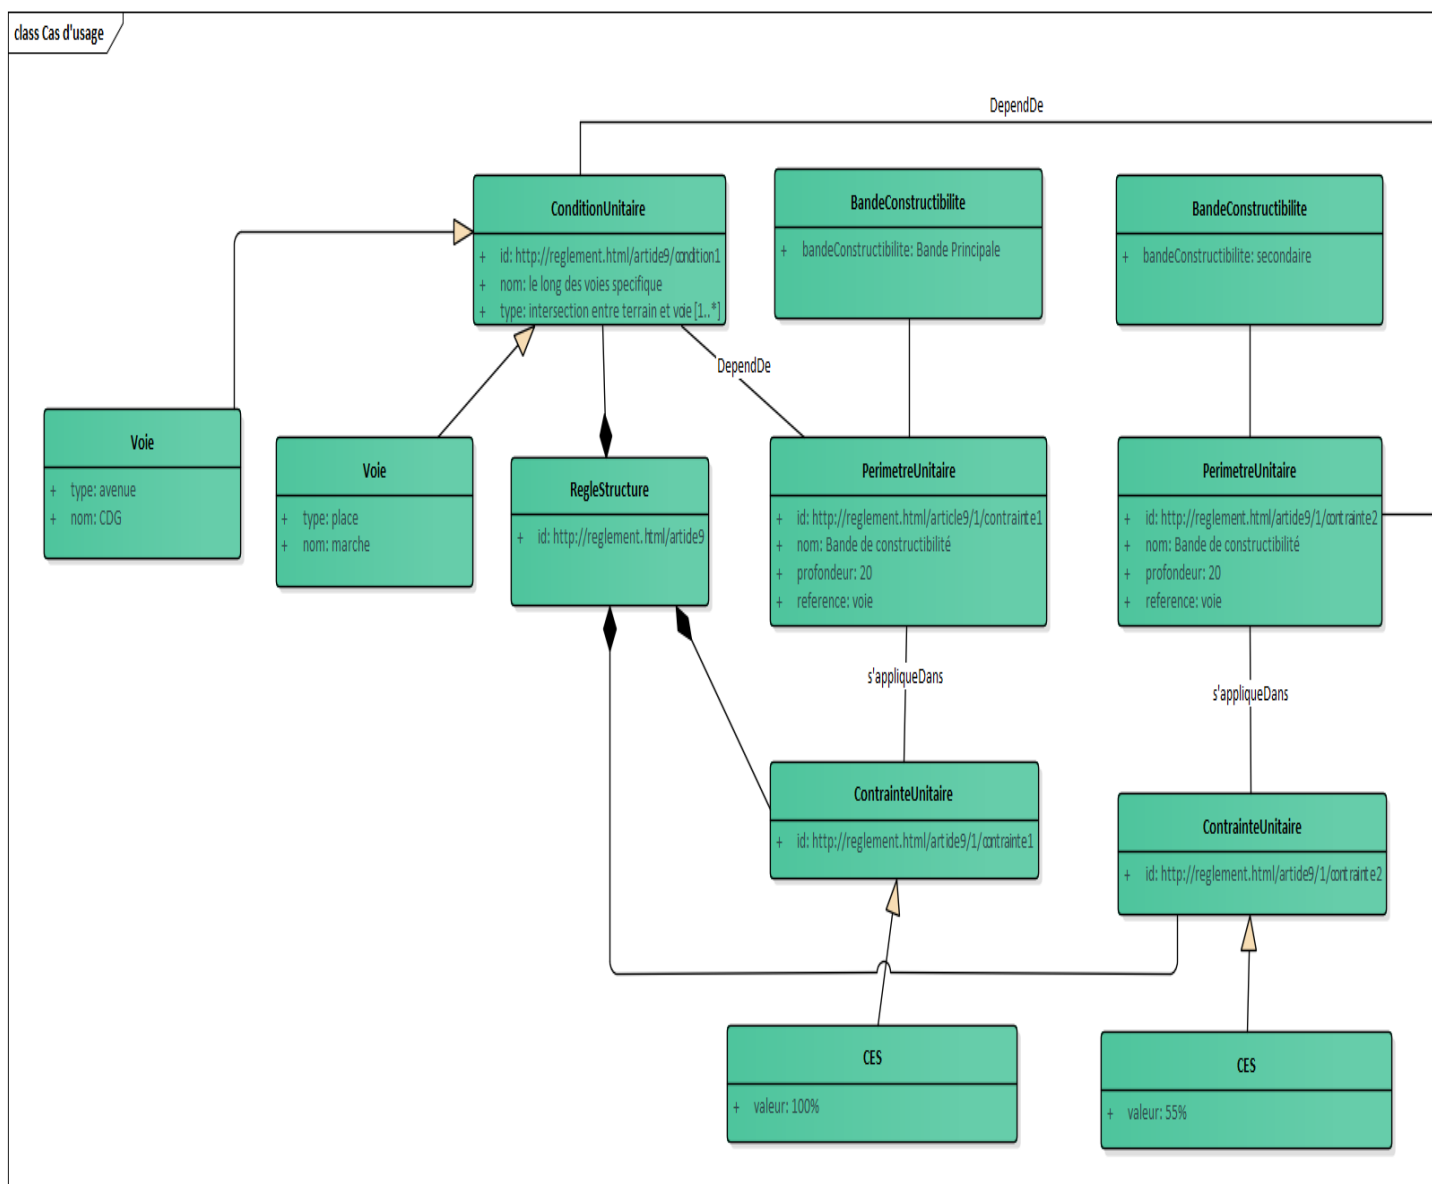 class Cas d'usage
DependDe
ConditionUnitaire
+ id: http://reglement.html/article9/condition1
+ nom: le long des voies specifique
+ type: intersection entre terrain et voie [1..*]
BandeConstructibilite
+ bandeConstructibilite: Bande Principale
BandeConstructibilite
+ bandeConstructibilite: secondaire
DependDe
Voie
+ type: avenue
+ nom: CDG
Voie
+ type: place
+ nom: marche
RegleStructure
+ id: http://reglement.html/article9
PerimetreUnitaire
+ id: http://reglement.html/article9/1/contrainte1
+ nom: Bande de constructibilité
+ profondeur: 20
+ reference: voie
PerimetreUnitaire
+ id: http://reglement.html/article9/1/contrainte2
+ nom: Bande de constructibilité
+ profondeur: 20
+ reference: voie
s'appliqueDans
s'appliqueDans
ContrainteUnitaire
+ id: http://reglement.html/article9/1/contrainte1
ContrainteUnitaire
+ id: http://reglement.html/article9/1/contrainte2
CES
+ valeur: 100%
CES
+ valeur: 55%